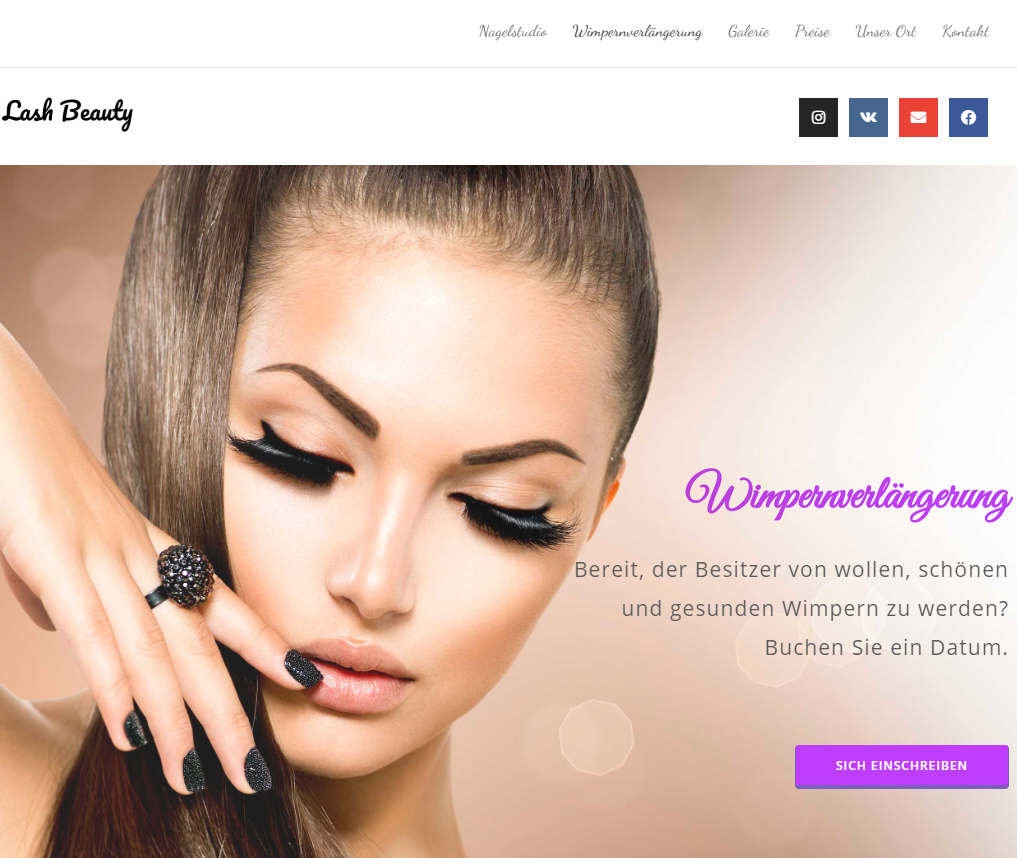 Nagelstudio Wimpernverlängerung Galerie Preise Unser Ort Kontakt
Lash Beauty
Wimpernverlängerung
Bereit, der Besitzer von wollen, schönen
und gesunden Wimpern zu werden?
Buchen Sie ein Datum.
SICH EINSCHREIBEN